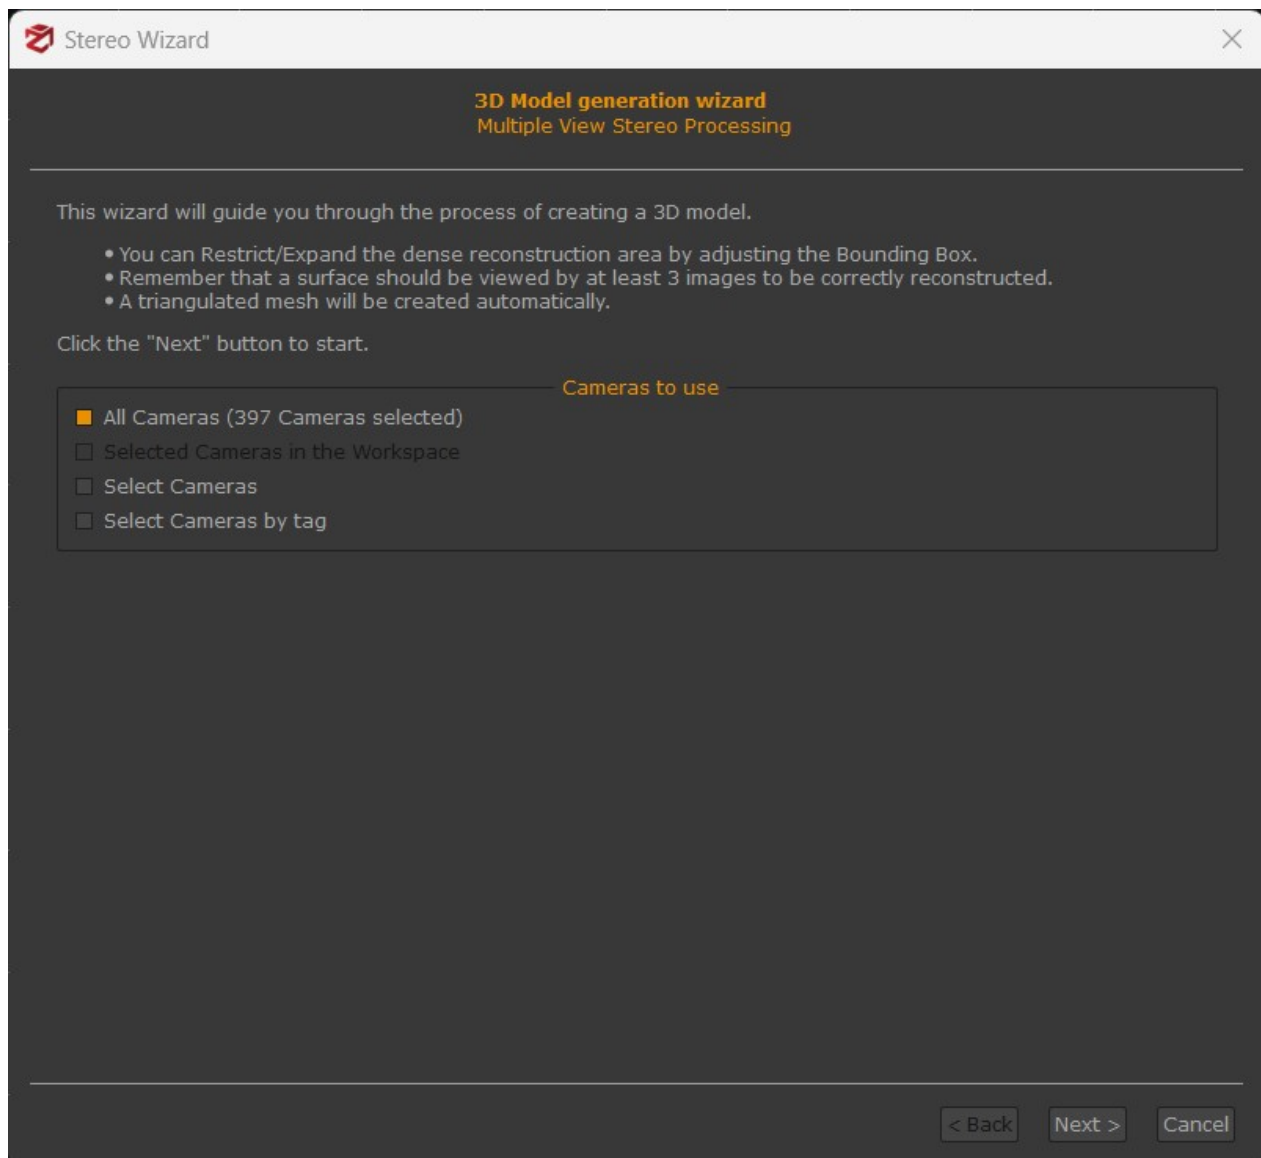 Stereo Wizard
3D Model generation wizard
Multiple View Stereo Processing
This wizard will guide you through the process of creating a 3D model.
• You can Restrict/Expand the dense reconstruction area by adjusting the Bounding Box.
• Remember that a surface should be viewed by at least 3 images to be correctly reconstructed.
• A triangulated mesh will be created automatically.
Click the "Next" button to start.
Cameras to use
All Cameras (397 Cameras selected)
Selected Cameras in the Workspace
Select Cameras
Select Cameras by tag
< Back Next > Cancel